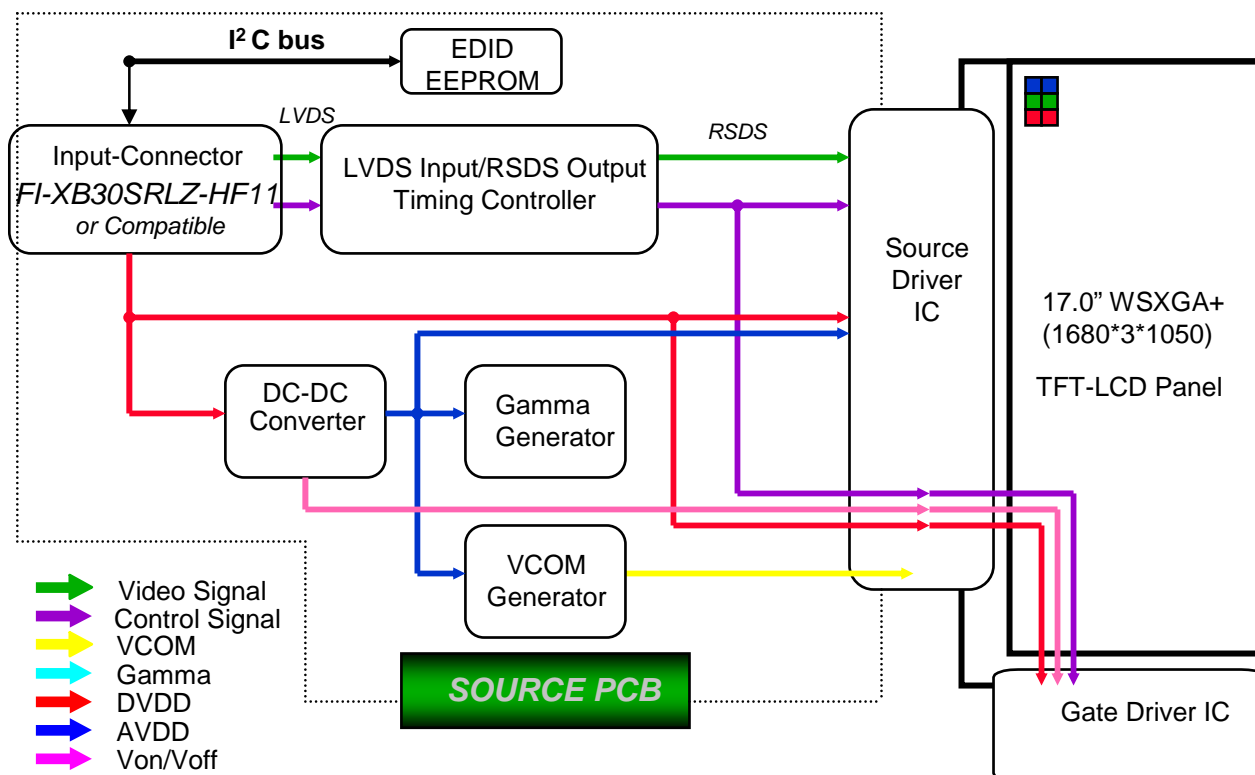 I² C bus
EDID
EEPROM
LVDS
RSDS
Input-Connector
FI-XB30SRLZ-HF11
or Compatible
LVDS Input/RSDS Output
Timing Controller
Source
Driver
IC
17.0” WSXGA+
(1680*3*1050)
TFT-LCD Panel
DC-DC
Converter
Gamma
Generator
VCOM
Generator
Video Signal
Control Signal
VCOM
Gamma
DVDD
AVDD
Von/Voff
SOURCE PCB
Gate Driver IC